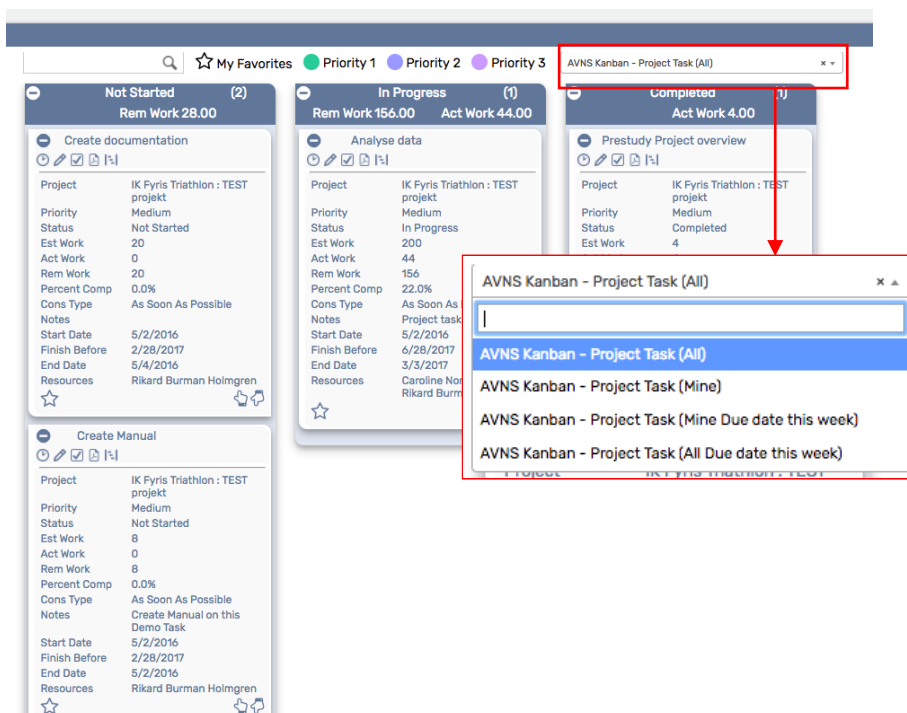 My Favorites Priority 1 Priority 2 Priority 3 AVNS Kanban - Project Task (All)
Not Started (2)
Rem Work 28.00
Create documentation
Project IK Fyris Triathlon : TEST
projekt
Priority Medium
Status Not Started
Est Work 20
Act Work 0
Rem Work 20
Percent Comp 0.0%
Cons Type As Soon As Possible
Notes
Start Date 5/2/2016
Finish Before 2/28/2017
End Date 5/4/2016
Resources Rikard Burman Holmgren
Create Manual
Project IK Fyris Triathlon : TEST
projekt
Priority Medium
Status Not Started
Est Work 8
Act Work 0
Rem Work 8
Percent Comp 0.0%
Cons Type As Soon As Possible
Notes Create Manual on this
Demo Task
Start Date 5/2/2016
Finish Before 2/28/2017
End Date 5/2/2016
Resources Rikard Burman Holmgren
In Progress (1)
Rem Work 156.00 Act Work 44.00
Analyse data
Project IK Fyris Triathlon : TEST
projekt
Priority Medium
Status In Progress
Est Work 200
Act Work 44
Rem Work 156
Percent Comp 22.0%
Cons Type As Soon As
Notes Project task
Start Date 5/2/2016
Finish Before 6/28/2017
End Date 3/3/2017
Resources Caroline
Rikard Burm
Completed (1)
Act Work 4.00
Prestudy Project overview
Project IK Fyris Triathlon : TEST
projekt
Priority Medium
Status Completed
Est Work 4
AVNS Kanban - Project Task (All)
AVNS Kanban - Project Task (All)
AVNS Kanban - Project Task (Mine)
AVNS Kanban - Project Task (Mine Due date this week)
AVNS Kanban - Project Task (All Due date this week)
Project IK Fyris Triathlon : TEST